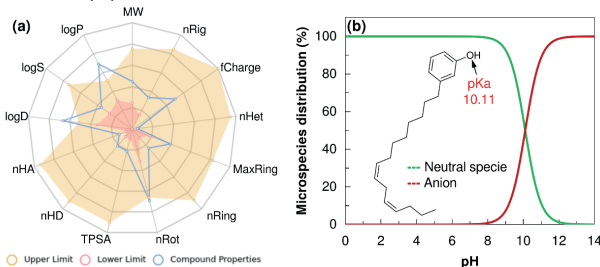 (a)
MW
nRig
fCharge
nHet
MaxRing
nRing
nRot
TPSA
nHD
nHA
logD
logS
logP
Upper Limit
Lower Limit
Compound Properties
(b)
Microspecies distribution (%)
100
80
60
40
20
0
0
2
4
6
8
10
12
14
pH
OH
pKa
10.11
Neutral specie
Anion